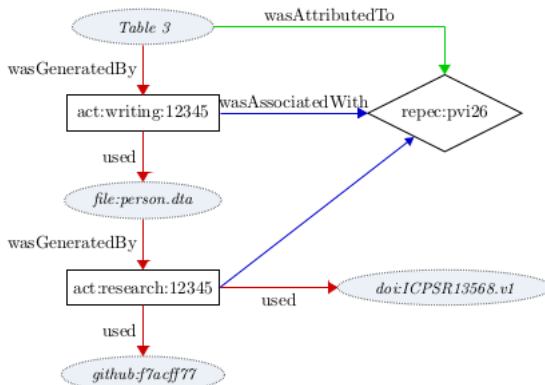 Table 3
wasAttributedTo
wasGeneratedBy
act:writing:12345
wasAssociatedWith
repec:pvi26
used
file:person.dta
wasGeneratedBy
act:research:12345
used
doi:ICPSR13568.v1
used
github:f7acff77